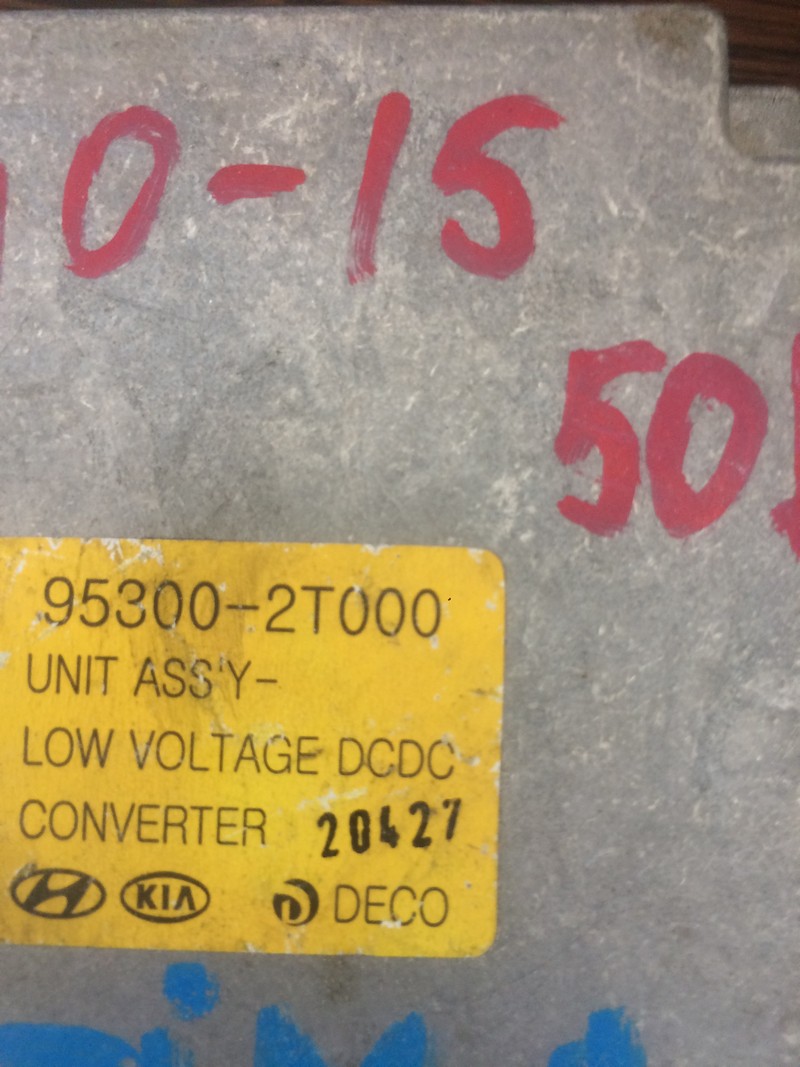 10-15
50
95300-2T000
UNIT ASS'Y-
LOW VOLTAGE DCDC
CONVERTER 20427
KIA DECO